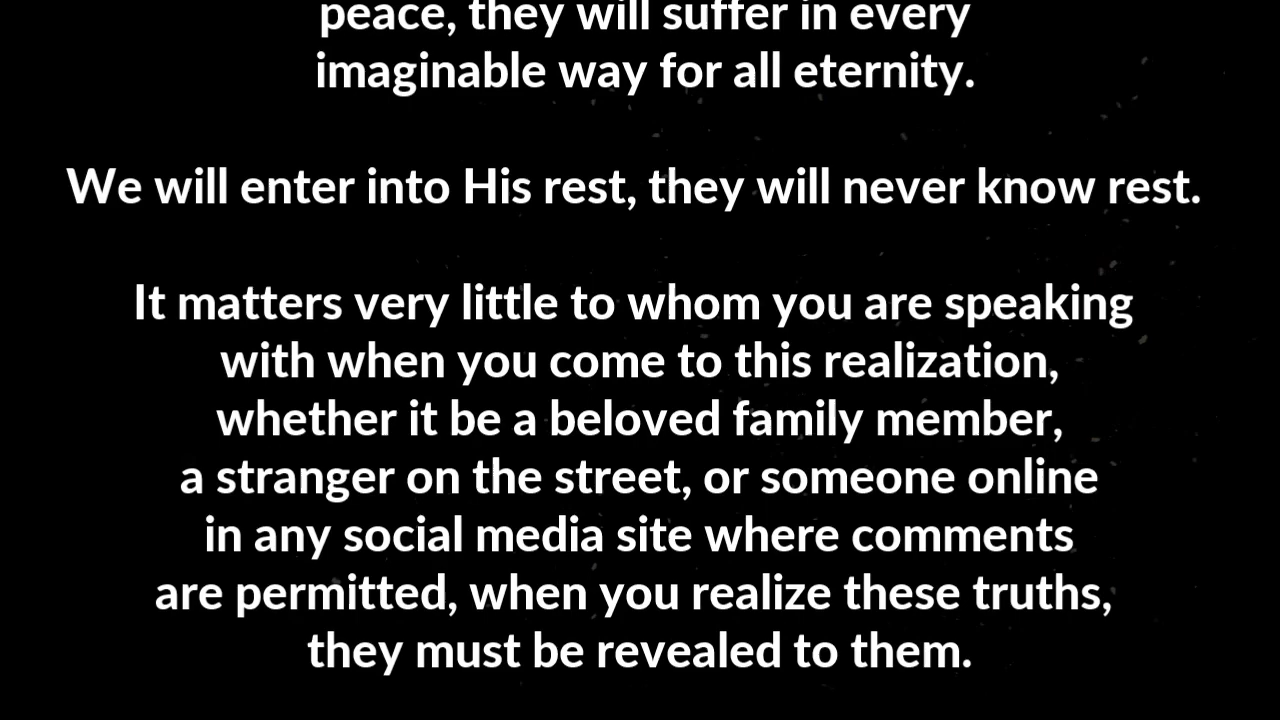 peace, they will suffer in every
imaginable way for all eternity.
We will enter into His rest, they will never know rest.
It matters very little to whom you are speaking
with when you come to this realization,
whether it be a beloved family member,
a stranger on the street, or someone online
in any social media site where comments
are permitted, when you realize these truths,
they must be revealed to them.